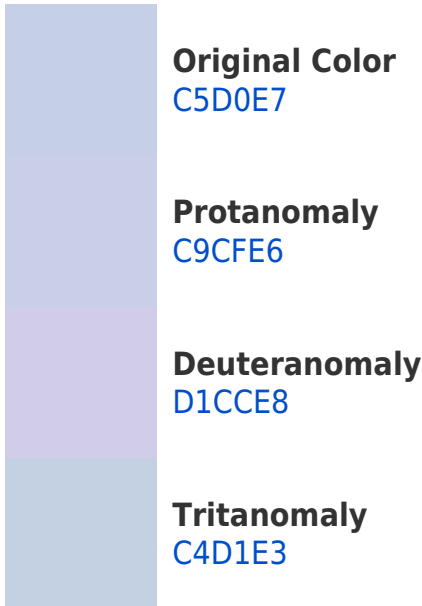 Original Color
C5D0E7
Protanomaly
C9CFE6
Deuteranomaly
D1CCE8
Tritanomaly
C4D1E3